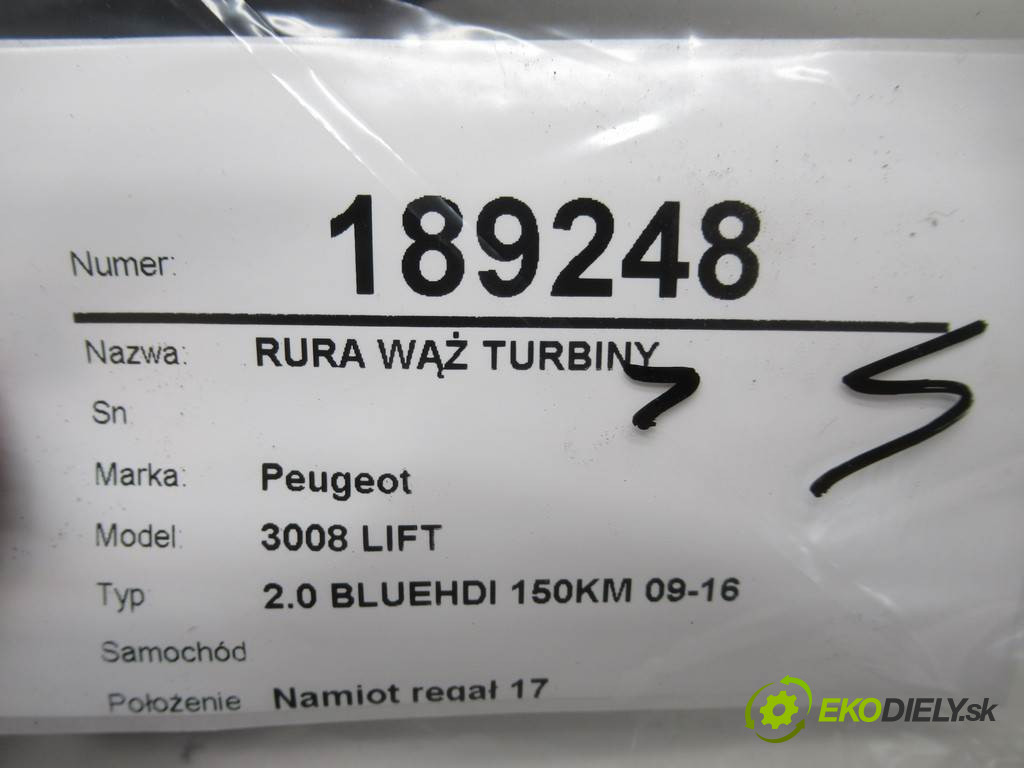 Numer: 189248
Nazwa: RURA WĄŻ TURBINY
Sn
Marka: Peugeot
Model: 3008 LIFT
Typ 2.0 BLUEHDI 150KM 09-16
Samochód
Położenie Namiot regał 17
EKODIELY.sk